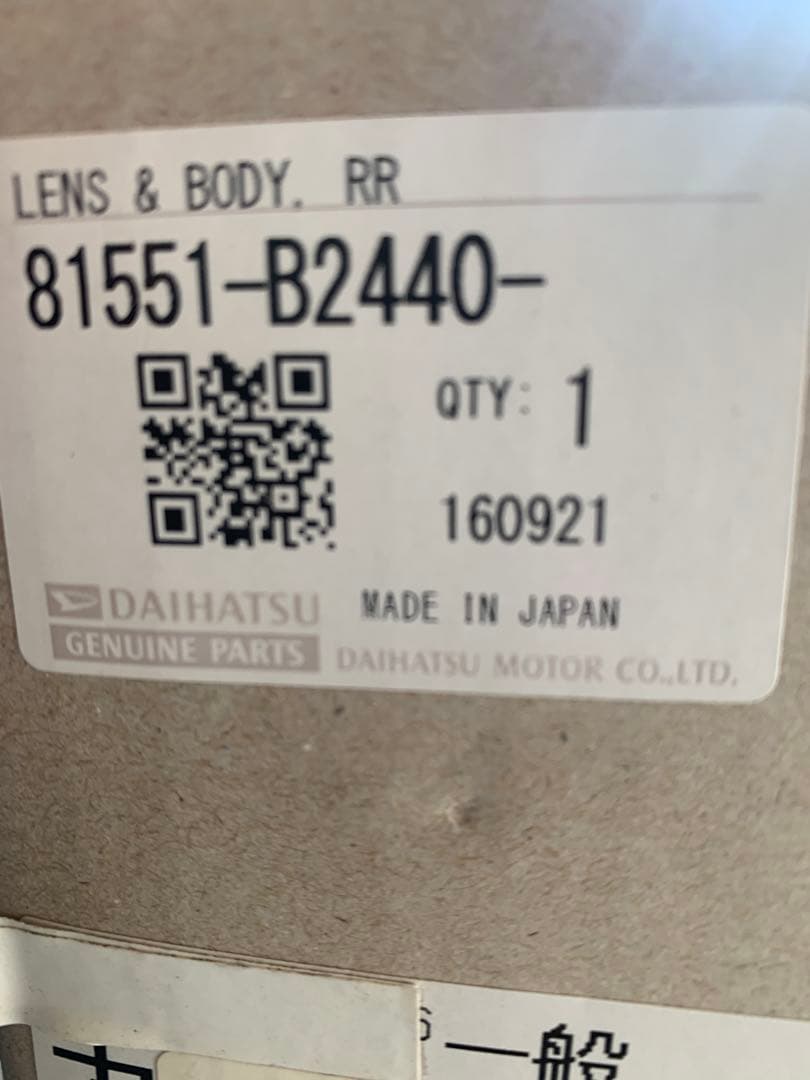 LENS & BODY, RR
81551-B2440-
QTY: 1
160921
DAIHATSU MADE IN JAPAN
GENUINE PARTS DAIHATSU MOTOR CO.,LTD.
6一般